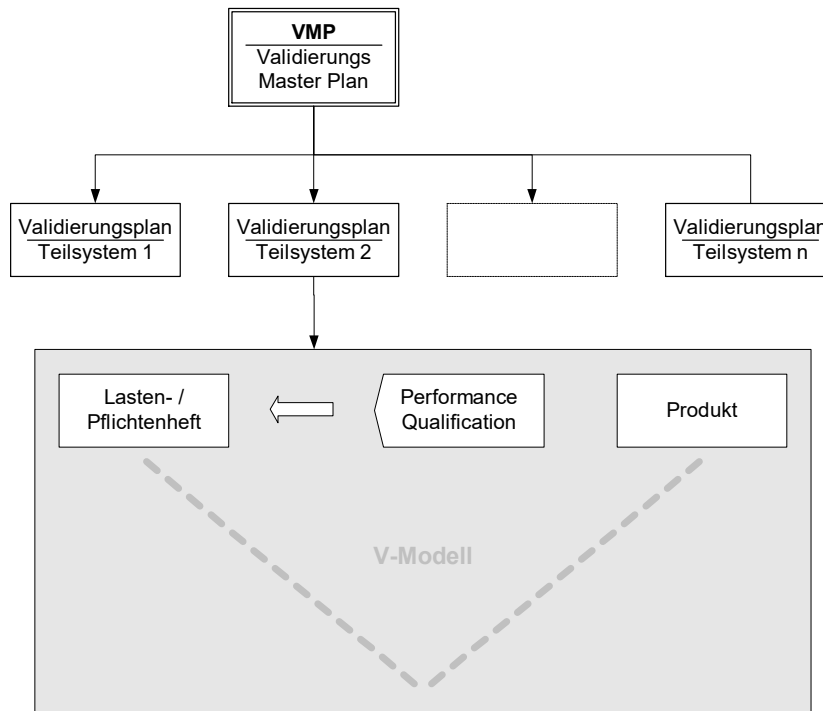 VMP
Validierungs
Master Plan
Validierungsplan
Teilsystem 1
Validierungsplan
Teilsystem 2
Validierungsplan
Teilsystem n
Lasten- /
Pflichtenheft
Performance
Qualification
Produkt
V-Modell